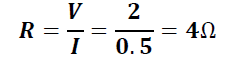 R = V/I = 2/0.5 = 4Ω